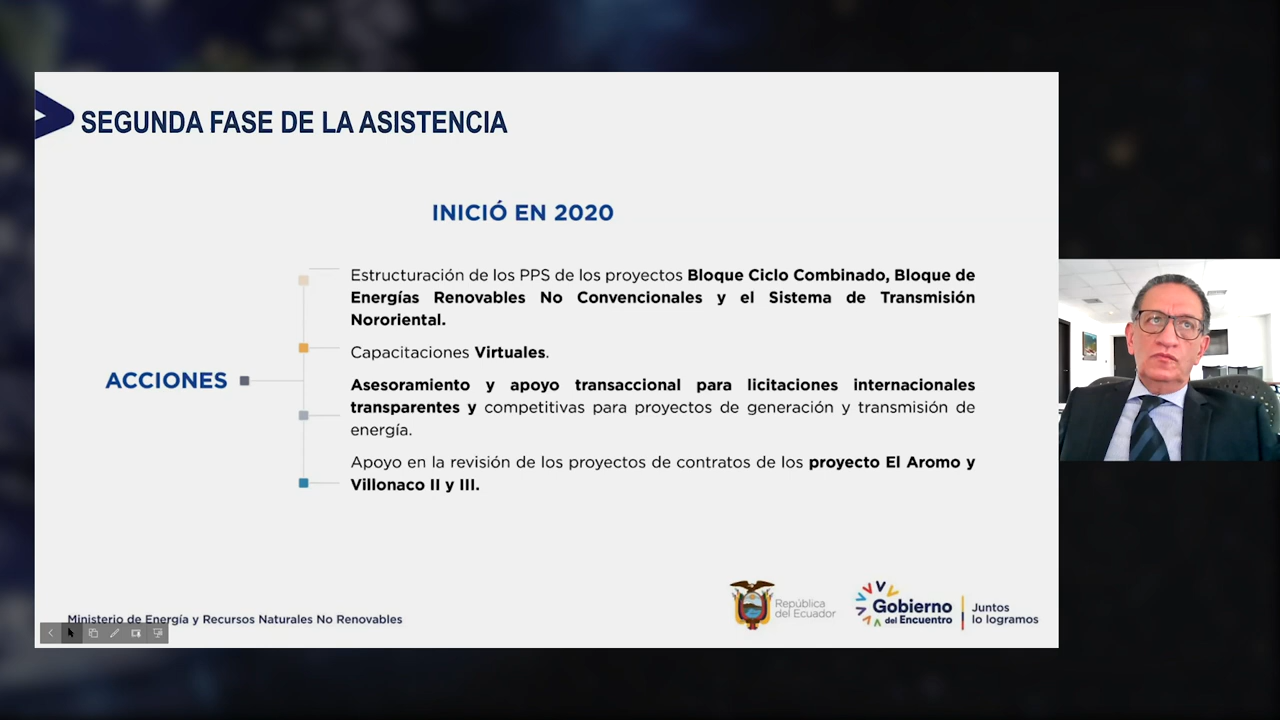 SEGUNDA FASE DE LA ASISTENCIA
INICIÓ EN 2020
ACCIONES
Estructuración de los PPS de los proyectos Bloque Ciclo Combinado, Bloque de
Energías Renovables No Convencionales y el Sistema de Transmisión
Nororiental.
Capacitaciones Virtuales.
Asesoramiento y apoyo transaccional para licitaciones internacionales
transparentes y competitivas para proyectos de generación y transmisión de
energía.
Apoyo en la revisión de los proyectos de contratos de los proyecto El Aromo y
Villonaco II y III.
Ministerio de Energía y Recursos Naturales No Renovables
República
del Ecuador
Gobierno
del Encuentro
Juntos
lo logramos